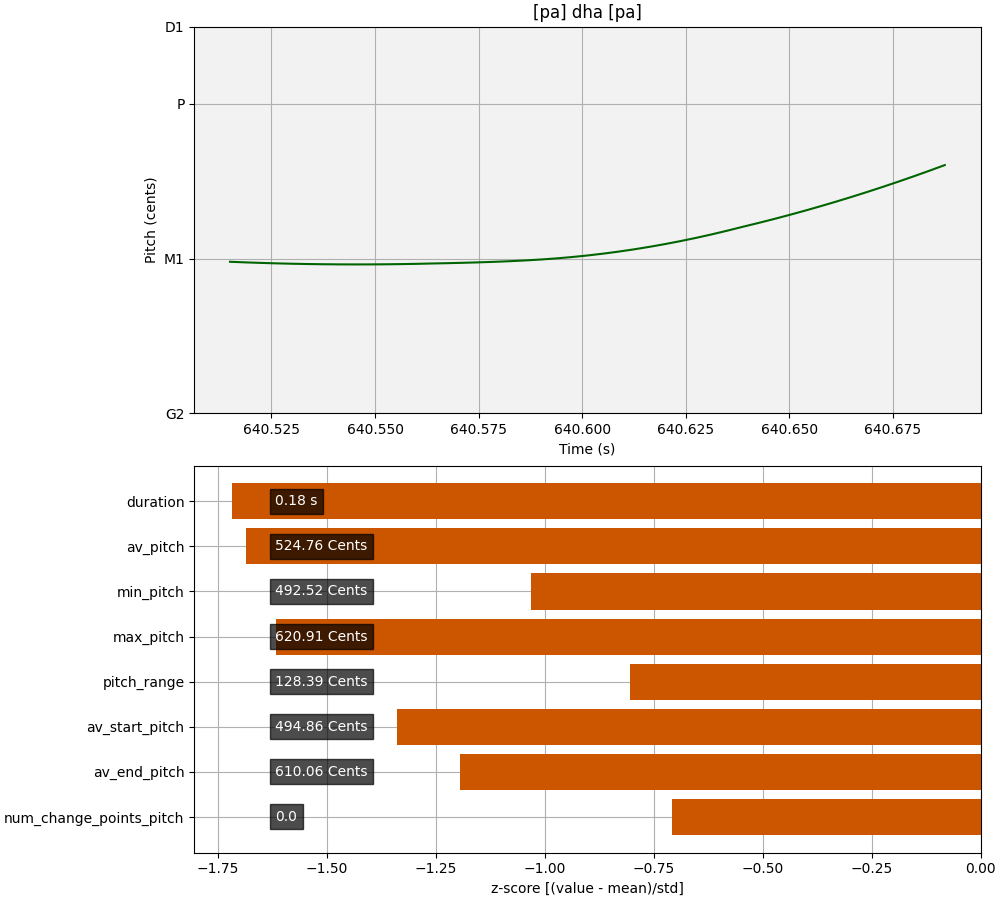 [pa] dha [pa]
D1
P
M1
G2
Pitch (cents)
640.525 640.550 640.575 640.600 640.625 640.650 640.675
Time (s)
duration 0.18 s
av_pitch 524.76 Cents
min_pitch 492.52 Cents
max_pitch 620.91 Cents
pitch_range 128.39 Cents
av_start_pitch 494.86 Cents
av_end_pitch 610.06 Cents
num_change_points_pitch 0.0
−1.75 −1.50 −1.25 −1.00 −0.75 −0.50 −0.25 0.00
z-score [(value - mean)/std]